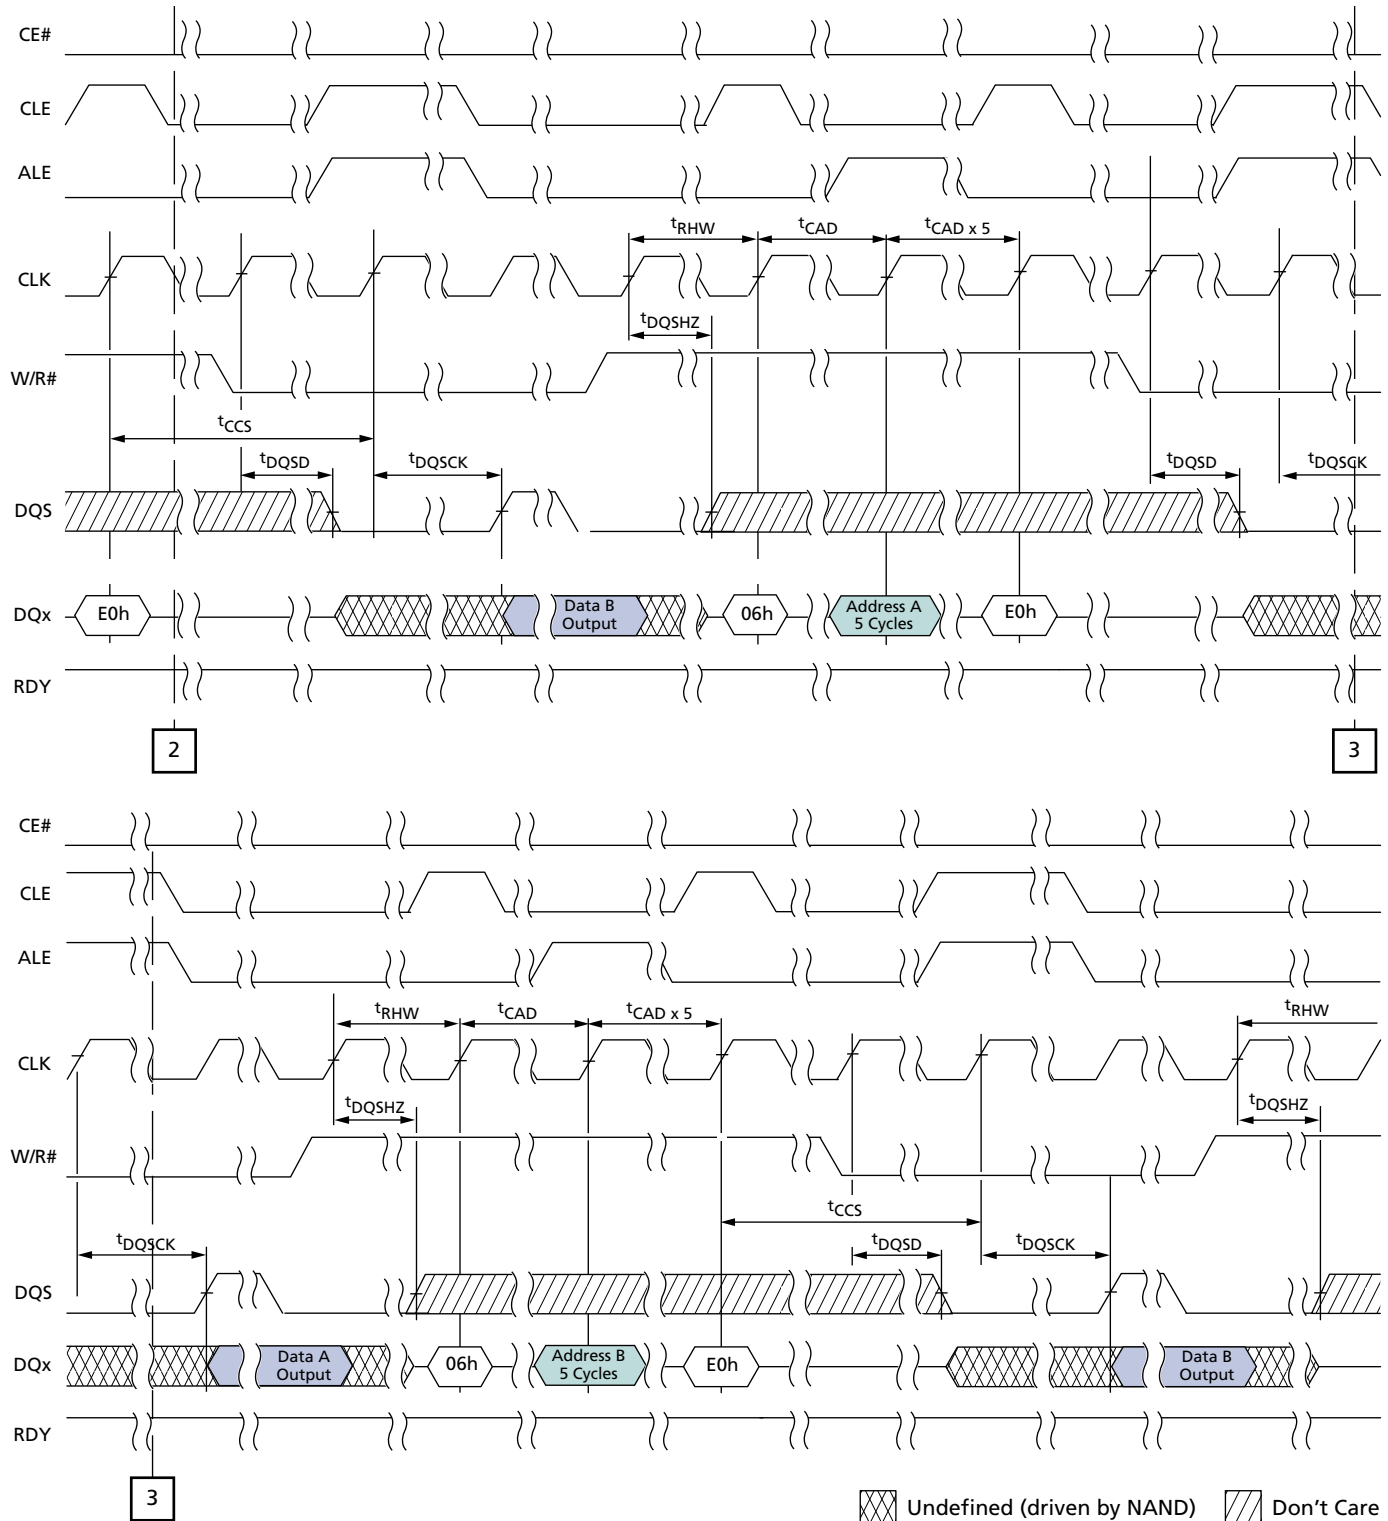 CE#
CLE
ALE
tRHW tCAD tCAD x 5
CLK
tDQSHZ
W/R#
tCCS
tDQSD tDQSCK tDQSD tDQSCK
DQS
DQx E0h Data B Output 06h Address A 5 Cycles E0h
RDY
2 3
CE#
CLE
ALE
tRHW tCAD tCAD x 5 tRHW
CLK
tDQSHZ tDQSHZ
W/R#
tCCS
tDQSCK tDQSD tDQSCK
DQS
DQx Data A Output 06h Address B 5 Cycles E0h Data B Output
RDY
3
Undefined (driven by NAND) Don't Care